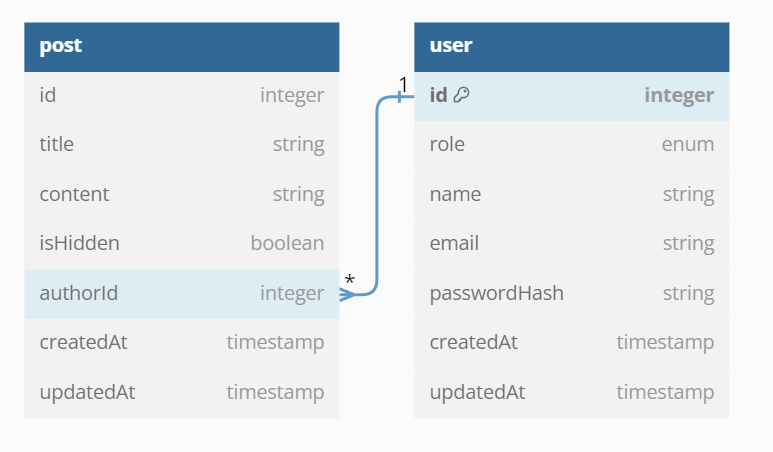 post
id integer
title string
content string
isHidden boolean
authorId integer
createdAt timestamp
updatedAt timestamp
*
1
user
id integer
role enum
name string
email string
passwordHash string
createdAt timestamp
updatedAt timestamp